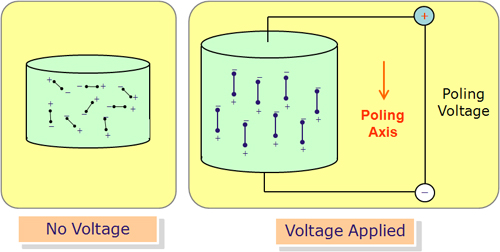 +
−
Poling
Axis
Poling
Voltage
No Voltage
Voltage Applied